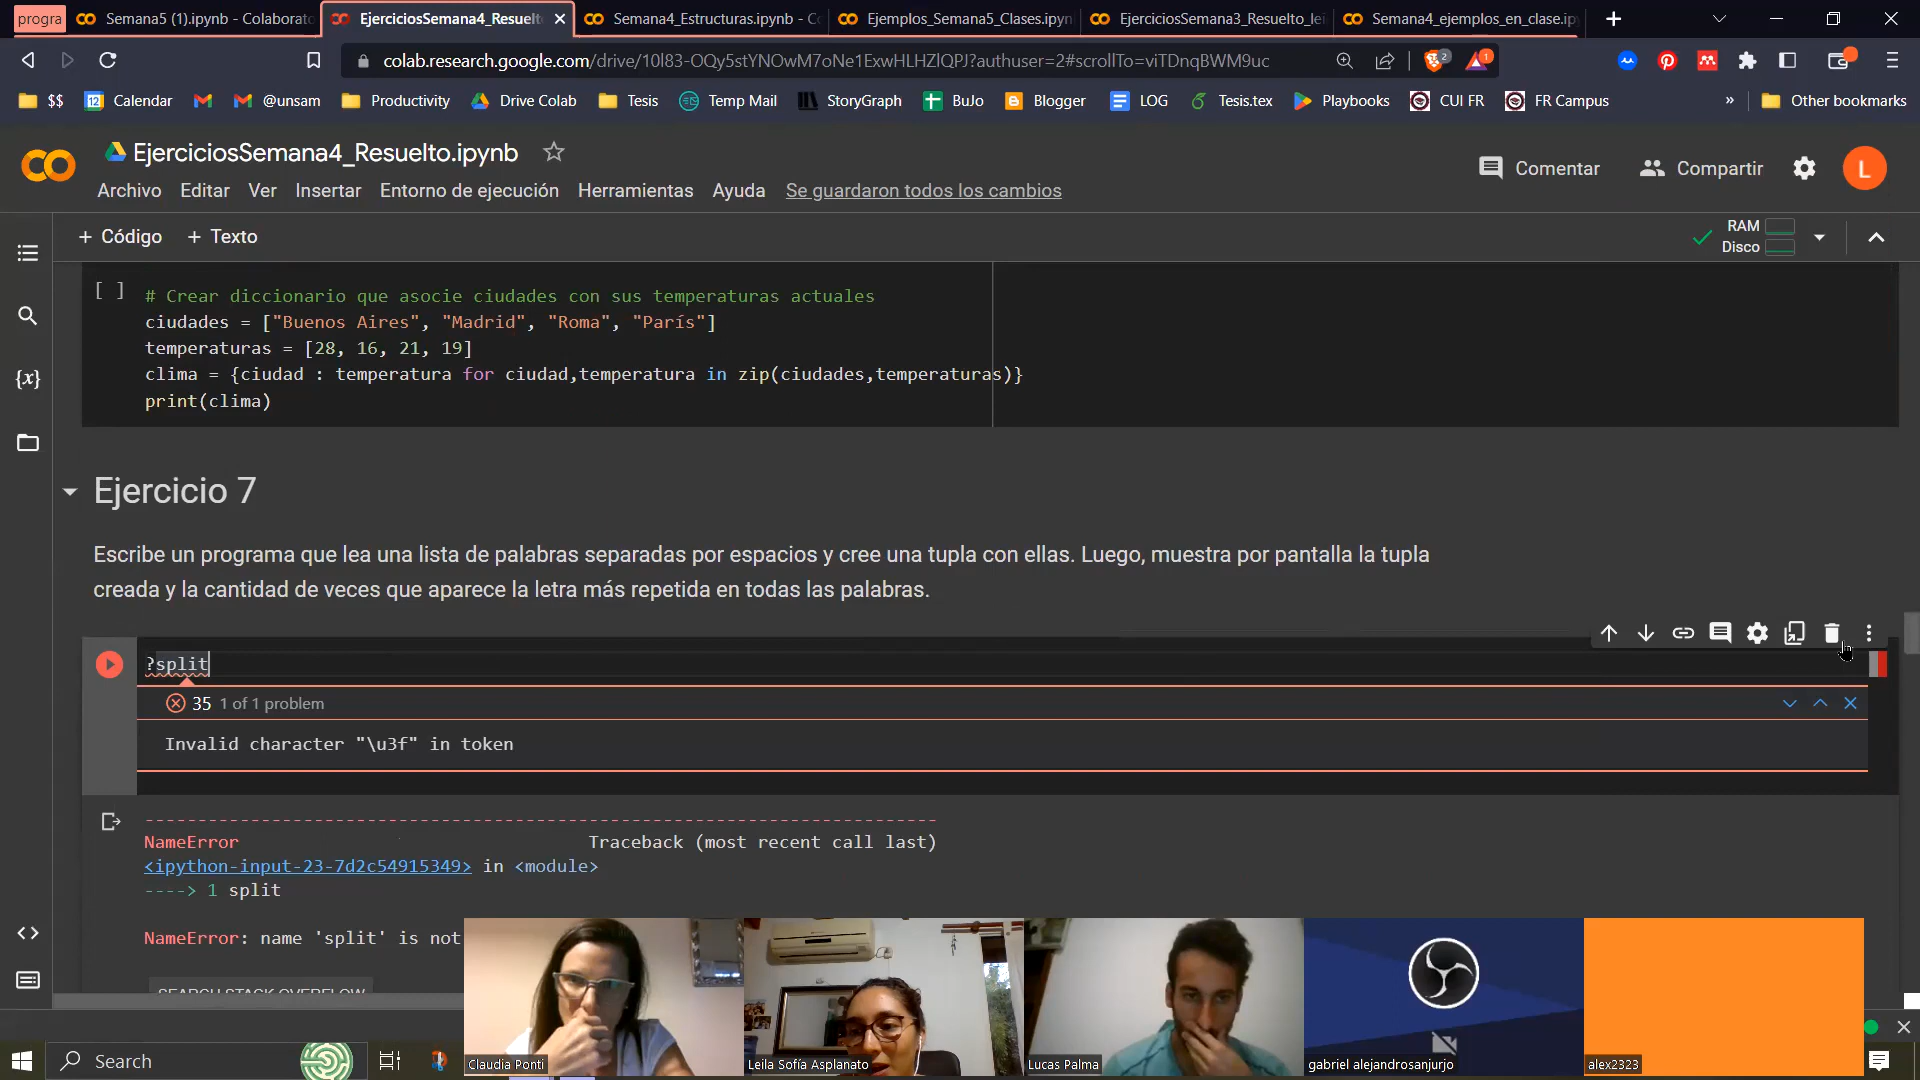 progra
Semana5 (1).ipynb - Colaborato
EjerciciosSemana4_Resuelt
Semana4_Estructuras.ipynb - C
Ejemplos_Semana5_Clases.ipyn
EjerciciosSemana3_Resuelto_lei
Semana4_ejemplos_en_clase.ip
colab.research.google.com/drive/10l83-OQy5stYNOwM7oNe1ExwHLHZlQPJ?authuser=2#scrollTo=viTDnqBWM9uc
2
1
$$
12
Calendar
@unsam
Productivity
Drive Colab
Tesis
Temp Mail
StoryGraph
BuJo
Blogger
LOG
Tesis.tex
Playbooks
CUI FR
FR Campus
»
Other bookmarks
EjerciciosSemana4_Resuelto.ipynb
Comentar
Compartir
L
Archivo Editar Ver Insertar Entorno de ejecución Herramientas Ayuda Se guardaron todos los cambios
+ Código + Texto
RAM
Disco
{x}
[ ]
# Crear diccionario que asocie ciudades con sus temperaturas actuales
ciudades = ["Buenos Aires", "Madrid", "Roma", "París"]
temperaturas = [28, 16, 21, 19]
clima = {ciudad : temperatura for ciudad,temperatura in zip(ciudades,temperaturas)}
print(clima)
Ejercicio 7
Escribe un programa que lea una lista de palabras separadas por espacios y cree una tupla con ellas. Luego, muestra por pantalla la tupla
creada y la cantidad de veces que aparece la letra más repetida en todas las palabras.
?split
35 1 of 1 problem
Invalid character "\u3f" in token
---------------------------------------------------------------------------
NameError Traceback (most recent call last)
<ipython-input-23-7d2c54915349> in <module>
----> 1 split
NameError: name 'split' is not
SEARCH STACK OVERFLOW
Claudia Ponti
Leila Sofía Asplanato
Lucas Palma
gabriel alejandrosanjurjo
alex2323
Search